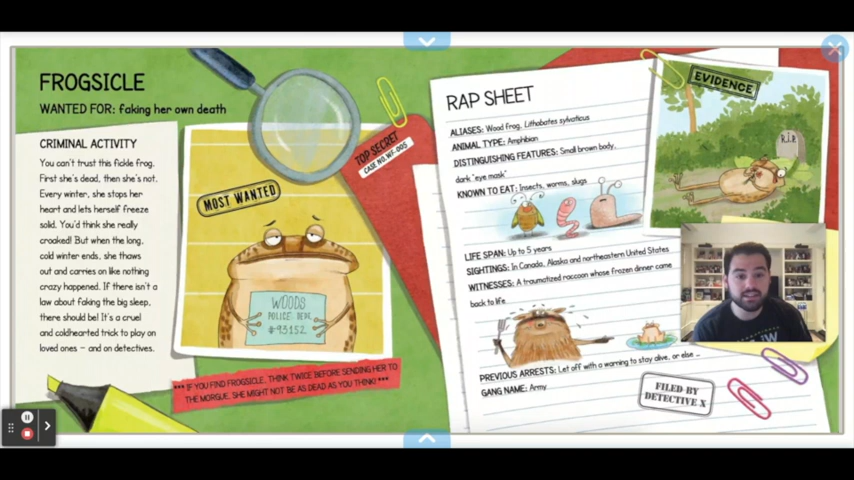 FROGSICLE
WANTED FOR: faking her own death
CRIMINAL ACTIVITY
You can't trust this fickle frog.
First she's dead, then she's not.
Every winter, she stops her
heart and lets herself freeze
solid. You'd think she really
croaked! But when the long,
cold winter ends, she thaws
out and carries on like nothing
crazy happened. If there isn't a
law about faking the big sleep,
there should be! It's a cruel
and coldhearted trick to play on
loved ones – and on detectives.
MOST WANTED
WOODS
POLICE DEPT.
#93152
*** IF YOU FIND FROGSICLE, THINK TWICE BEFORE SENDING HER TO
THE MORGUE. SHE MIGHT NOT BE AS DEAD AS YOU THINK! ***
TOP SECRET
CASE NO. WF-005
RAP SHEET
ALIASES: Wood frog, Lithobates sylvaticus
ANIMAL TYPE: Amphibian
DISTINGUISHING FEATURES: Small brown body,
dark "eye mask"
KNOWN TO EAT: Insects, worms, slugs
LIFE SPAN: Up to 5 years
SIGHTINGS: In Canada, Alaska and northeastern United States
WITNESSES: A traumatized raccoon whose frozen dinner came
back to life
PREVIOUS ARRESTS: Let off with a warning to stay alive, or else ...
GANG NAME: Army
EVIDENCE
R.I.P
FILED BY
DETECTIVE X